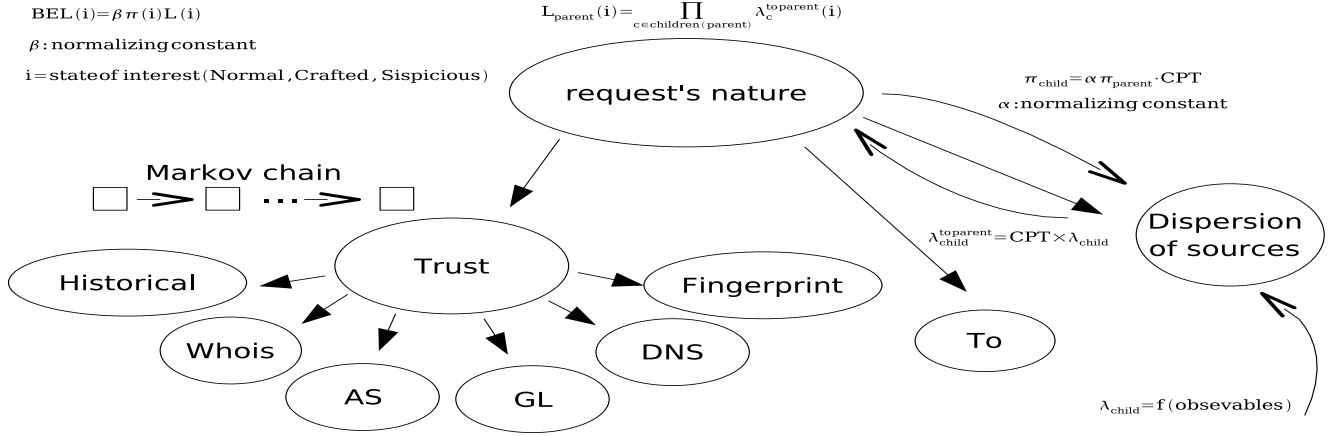 BEL(i)=βπ(i)L(i)
β:normalizing constant
i=state of interest(Normal,Crafted,Sispicious)
L_parent(i)=∏_{c∈children(parent)} λ_c^{toparent}(i)
request's nature
π_child=α π_parent·CPT
α:normalizing constant
Markov chain
...
Dispersion
of sources
λ_child^{toparent}=CPT×λ_child
Trust
Historical
Fingerprint
Whois
DNS
To
AS
GL
λ_child=f(obsevables)